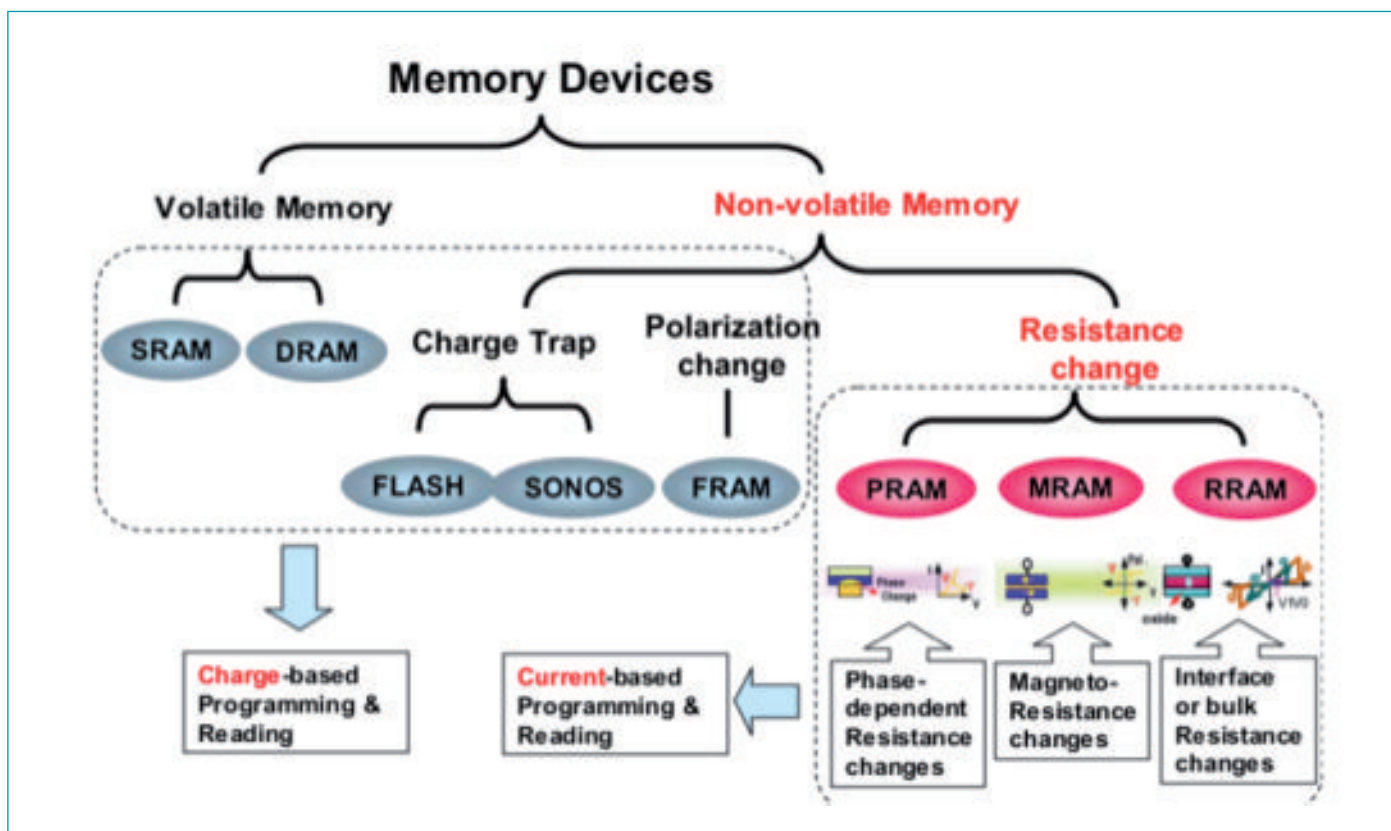 Memory Devices
Volatile Memory
Non-volatile Memory
SRAM
DRAM
Charge Trap
Polarization
change
Resistance
change
FLASH
SONOS
FRAM
PRAM
MRAM
RRAM
Phase
Change
I
V
oxide
Charge-based
Programming &
Reading
Current-based
Programming &
Reading
Phase-
dependent
Resistance
changes
Magneto-
Resistance
changes
Interface
or bulk
Resistance
changes